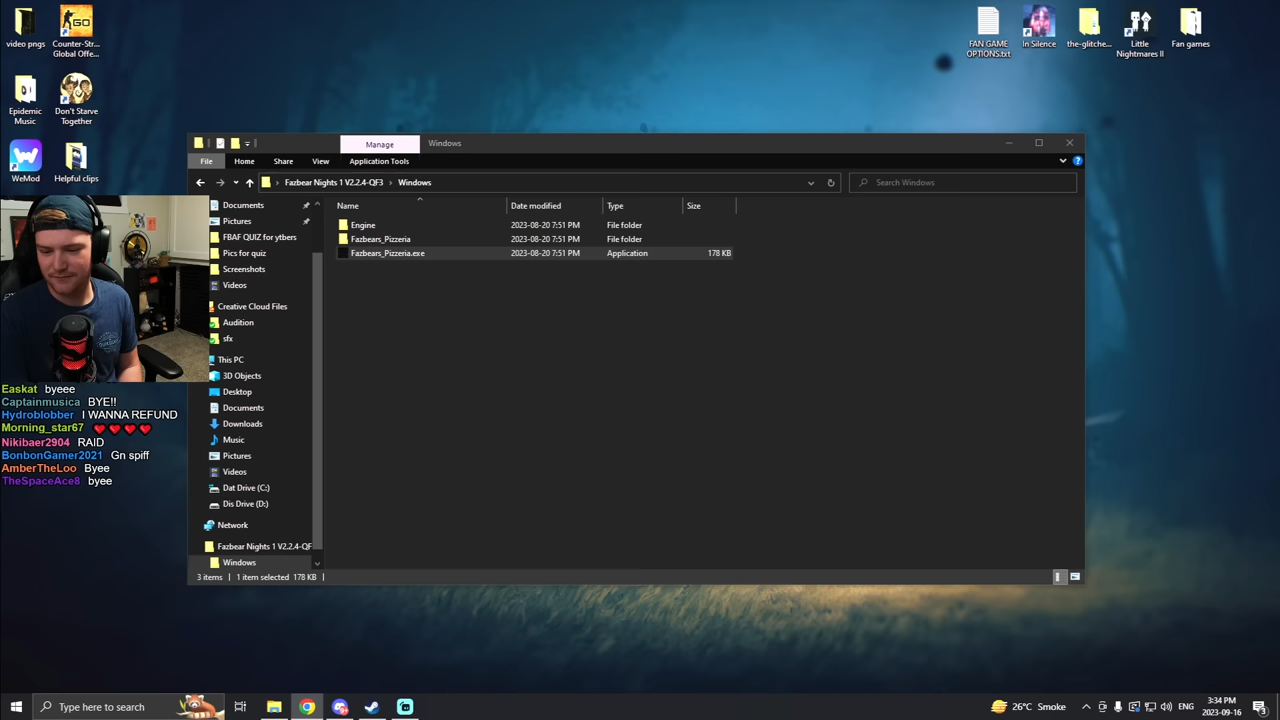 video pngs
Counter-Str...
Global Offe...
FAN GAME
OPTIONS.txt
In Silence
the-glitche...
Little
Nightmares II
Fan games
Epidemic
Music
Don't Starve
Together
WeMod
Helpful clips
Manage
Windows
File
Home
Share
View
Application Tools
Fazbear Nights 1 V2.2.4-QF3 › Windows
Search Windows
Name
Date modified
Type
Size
Engine
2023-08-20 7:51 PM
File folder
Fazbears_Pizzeria
2023-08-20 7:51 PM
File folder
Fazbears_Pizzeria.exe
2023-08-20 7:51 PM
Application
178 KB
Documents
Pictures
FBAF QUIZ for ytbers
Pics for quiz
Screenshots
Videos
Creative Cloud Files
Audition
sfx
This PC
3D Objects
Desktop
Documents
Downloads
Music
Pictures
Videos
Dat Drive (C:)
Dis Drive (D:)
Network
Fazbear Nights 1 V2.2.4-QF
Windows
3 items
1 item selected 178 KB
Easkat byeee
Captainmusica BYE!!
Hydroblobber I WANNA REFUND
Morning_star67
Nikibaer2904 RAID
BonbonGamer2021 Gn spiff
AmberTheLoo Byee
TheSpaceAce8 byee
Type here to search
26°C Smoke
ENG
3:34 PM
2023-09-16